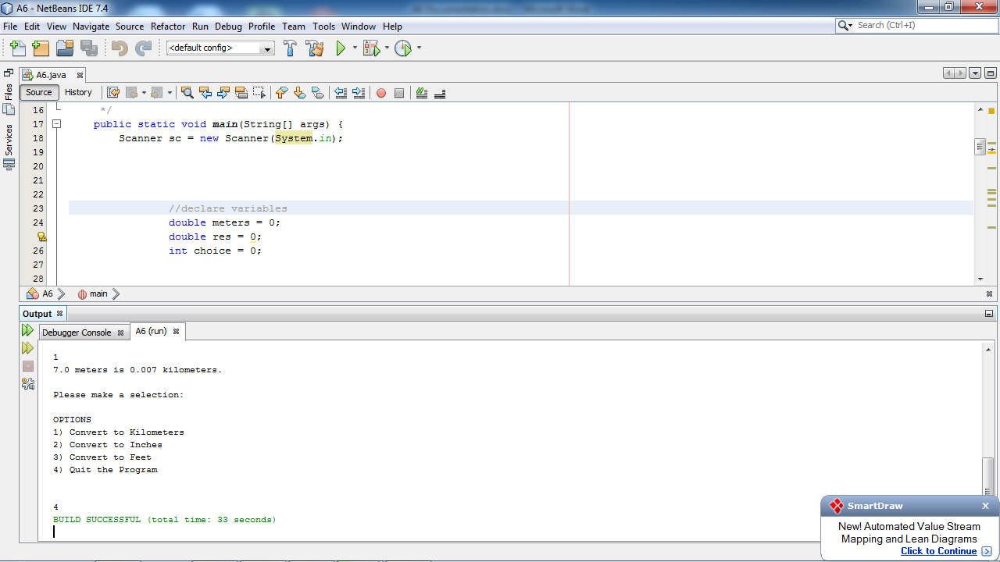 A6 - NetBeans IDE 7.4
File Edit View Navigate Source Refactor Run Debug Profile Team Tools Window Help
Search (Ctrl+I)
<default config>
A6.java
Files
Services
Source History
16 */
17 public static void main(String[] args) {
18 Scanner sc = new Scanner(System.in);
19
20
21
22
23 //declare variables
24 double meters = 0;
double res = 0;
26 int choice = 0;
27
28
A6 main
Output
Debugger Console A6 (run)
1
7.0 meters is 0.007 kilometers.
Please make a selection:
OPTIONS
1) Convert to Kilometers
2) Convert to Inches
3) Convert to Feet
4) Quit the Program
4
BUILD SUCCESSFUL (total time: 33 seconds)
SmartDraw
New! Automated Value Stream
Mapping and Lean Diagrams
Click to Continue